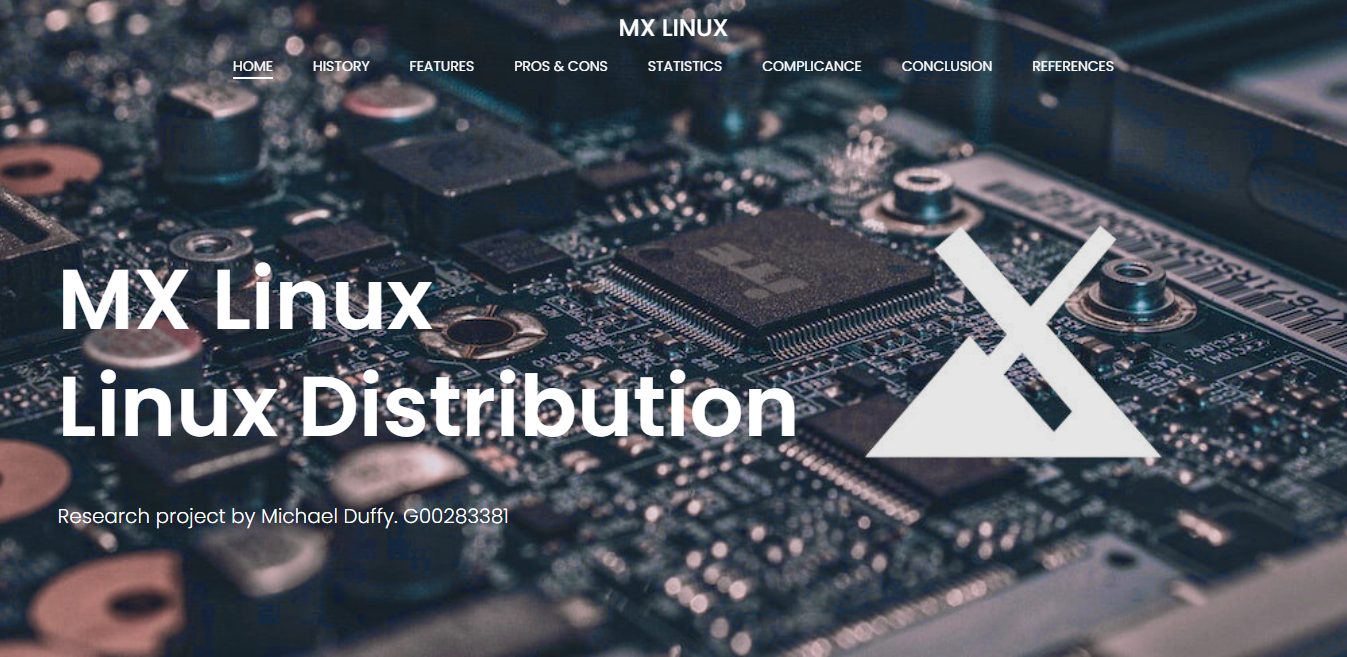 MX LINUX
HOME HISTORY FEATURES PROS & CONS STATISTICS COMPLICANCE CONCLUSION REFERENCES
MX Linux
Linux Distribution
Research project by Michael Duffy. G00283381